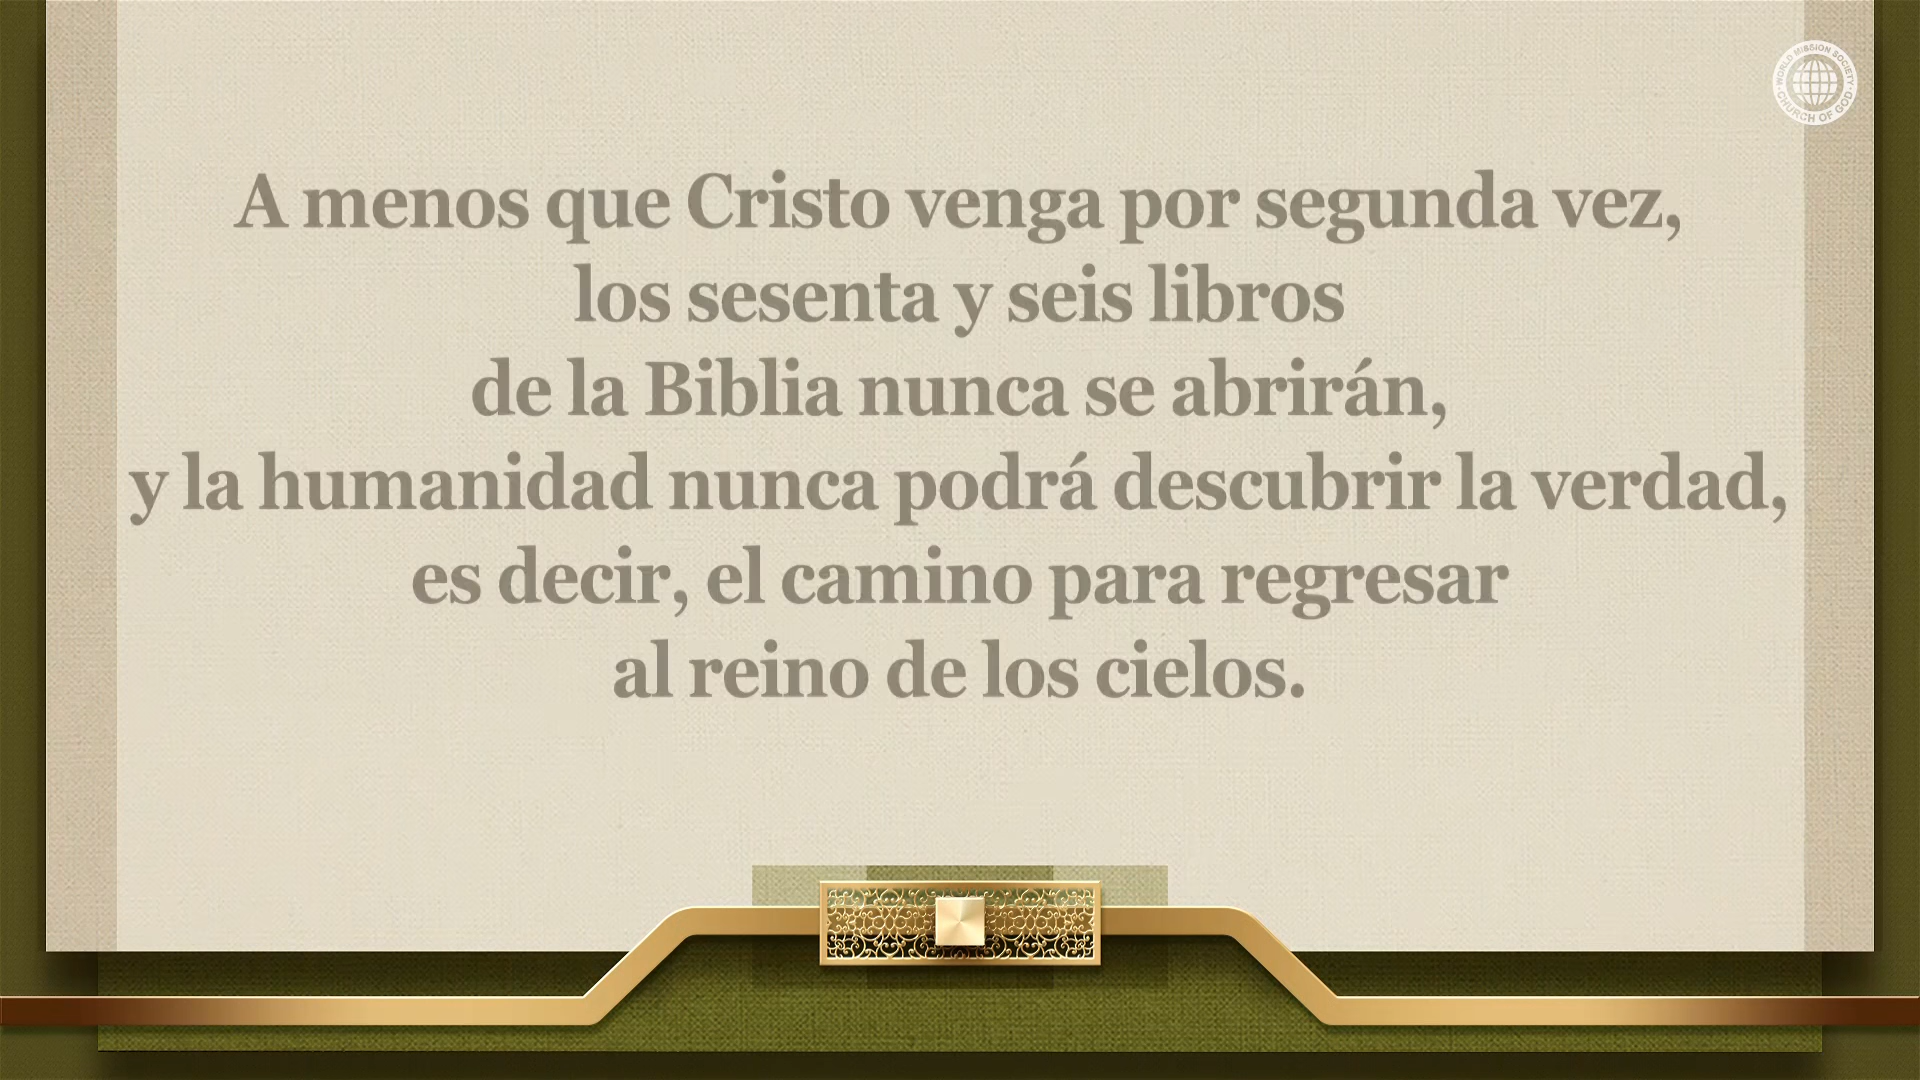 WORLD MISSION SOCIETY
CHURCH OF GOD
A menos que Cristo venga por segunda vez,
los sesenta y seis libros
de la Biblia nunca se abrirán,
y la humanidad nunca podrá descubrir la verdad,
es decir, el camino para regresar
al reino de los cielos.